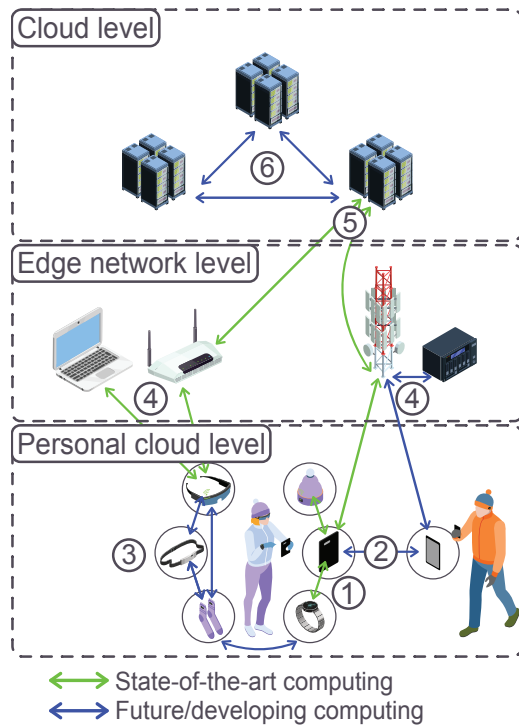 Cloud level
⑥
⑤
Edge network level
④
④
Personal cloud level
③
②
①
State-of-the-art computing
Future/developing computing